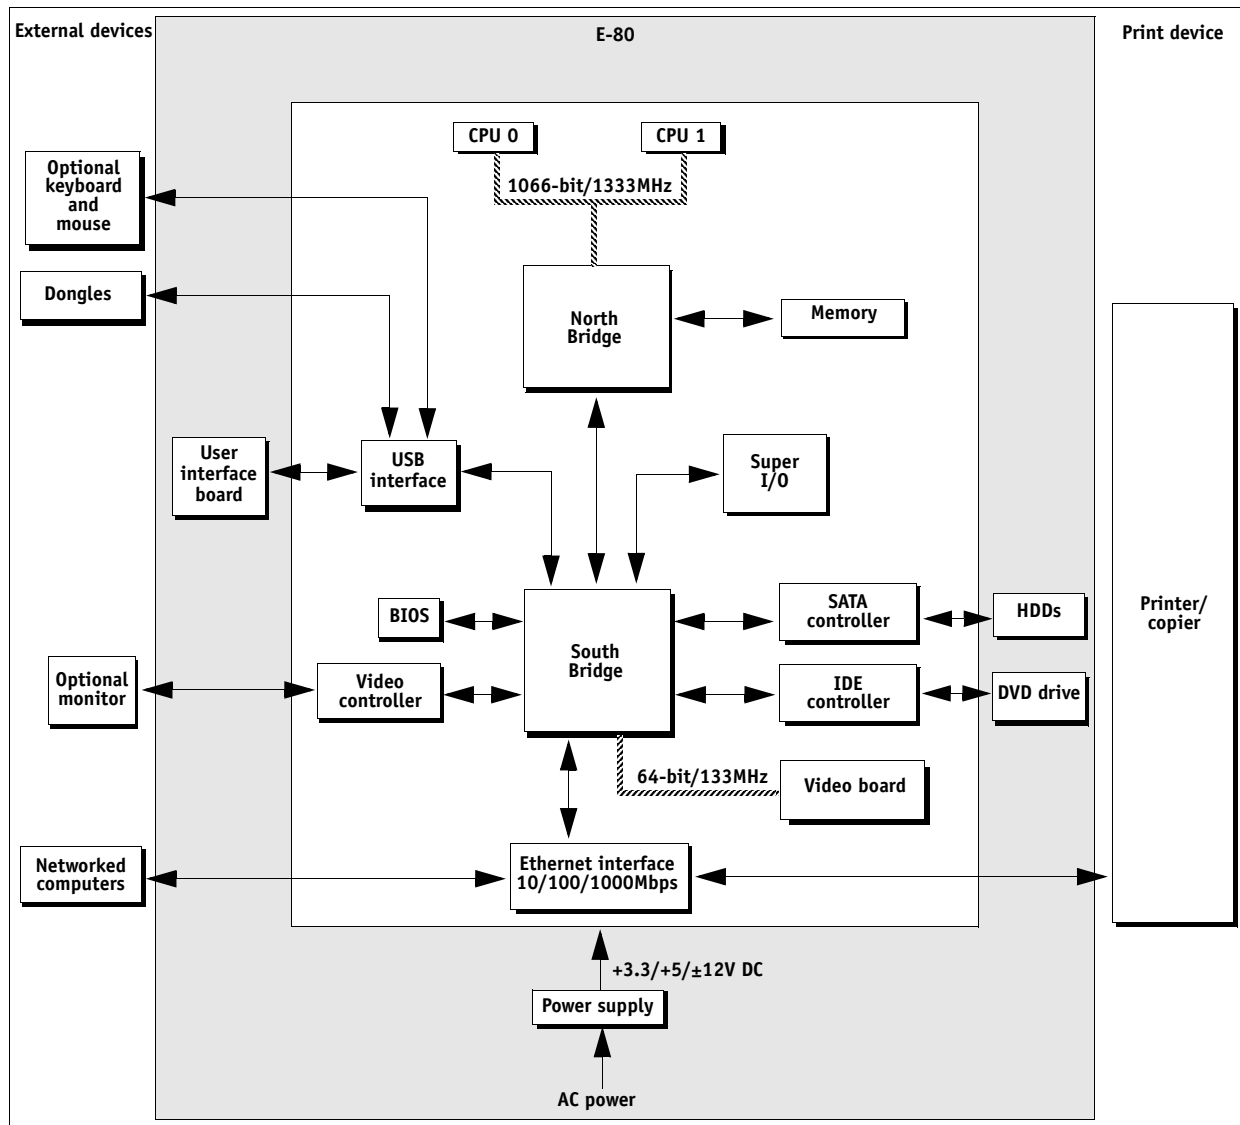 External devices
E-80
Print device
CPU 0
CPU 1
1066-bit/1333MHz
Optional
keyboard
and
mouse
Dongles
North
Bridge
Memory
User
interface
board
USB
interface
Super
I/O
BIOS
South
Bridge
SATA
controller
HDDs
Printer/
copier
Optional
monitor
Video
controller
IDE
controller
DVD drive
64-bit/133MHz
Video board
Networked
computers
Ethernet interface
10/100/1000Mbps
+3.3/+5/±12V DC
Power supply
AC power